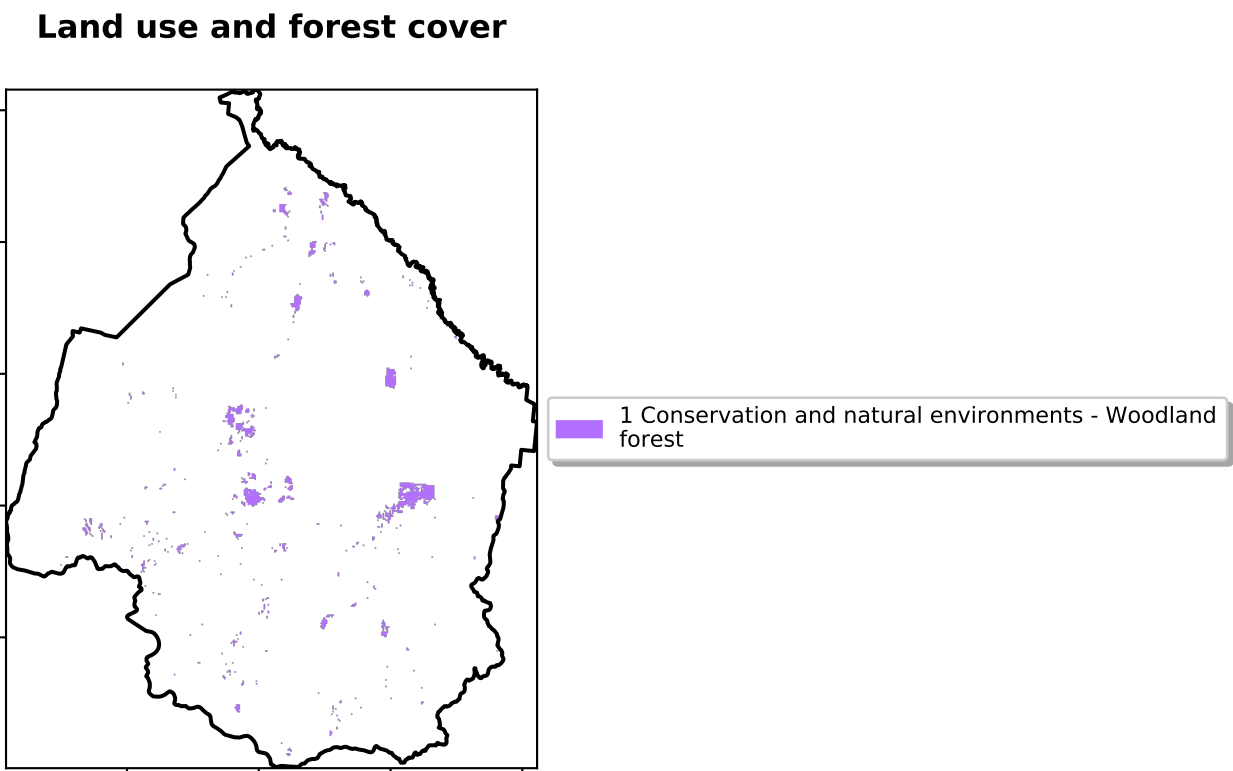 Land use and forest cover
1 Conservation and natural environments - Woodland
forest